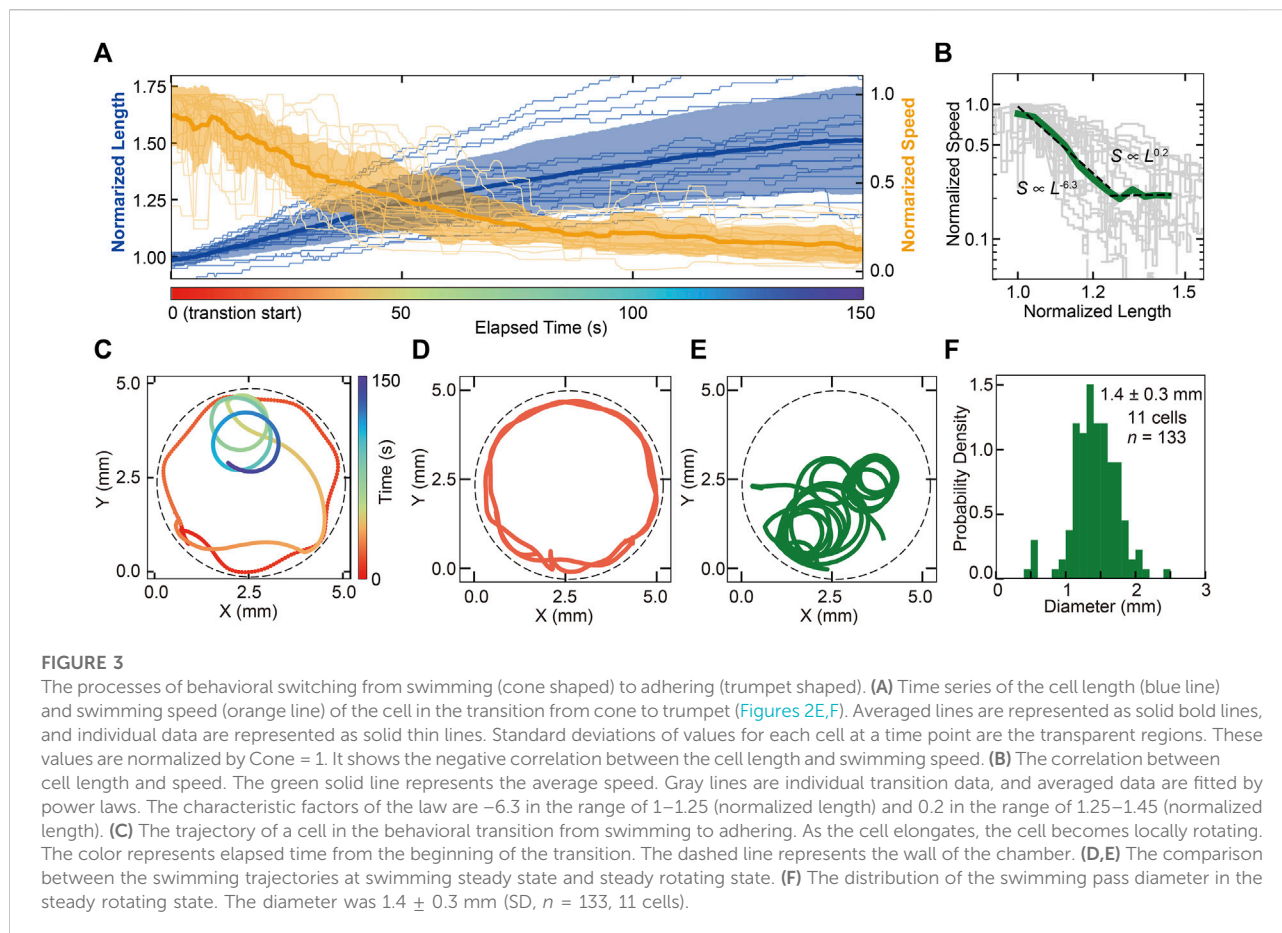 A
B
Normarized Length
1.75
1.50
1.25
1.00
1.0
0.5
0.0
Normarized Speed
0 (transtion start)
50
100
150
Elapsed Time (s)
Normarized Speed
1.0
0.5
0.1
S ∝ L^0.2
S ∝ L^-6.3
1.0
1.2
1.5
Normarized Length
C
D
E
F
Y (mm)
5.0
2.5
0.0
0.0
2.5
5.0
X (mm)
150
0
Time (s)
Y (mm)
5.0
2.5
0.0
0.0
2.5
5.0
X (mm)
Y (mm)
5.0
2.5
0.0
0.0
2.5
5.0
X (mm)
Probability Density
1.5
1.0
0.5
0.0
1.4 ± 0.3 mm
11 cells
n = 133
0
1
2
3
Diameter (mm)
FIGURE 3
The processes of behavioral switching from swimming (cone shaped) to adhering (trumpet shaped). (A) Time series of the cell length (blue line)
and swimming speed (orange line) of the cell in the transition from cone to trumpet (Figures 2E,F). Averaged lines are represented as solid bold lines,
and individual data are represented as solid thin lines. Standard deviations of values for each cell at a time point are the transparent regions. These
values are normalized by Cone = 1. It shows the negative correlation between the cell length and swimming speed. (B) The correlation between
cell length and speed. The green solid line represents the average speed. Gray lines are individual transition data, and averaged data are fitted by
power laws. The characteristic factors of the law are −6.3 in the range of 1–1.25 (normalized length) and 0.2 in the range of 1.25–1.45 (normalized
length). (C) The trajectory of a cell in the behavioral transition from swimming to adhering. As the cell elongates, the cell becomes locally rotating.
The color represents elapsed time from the beginning of the transition. The dashed line represents the wall of the chamber. (D,E) The comparison
between the swimming trajectories at swimming steady state and steady rotating state. (F) The distribution of the swimming pass diameter in the
steady rotating state. The diameter was 1.4 ± 0.3 mm (SD, n = 133, 11 cells).